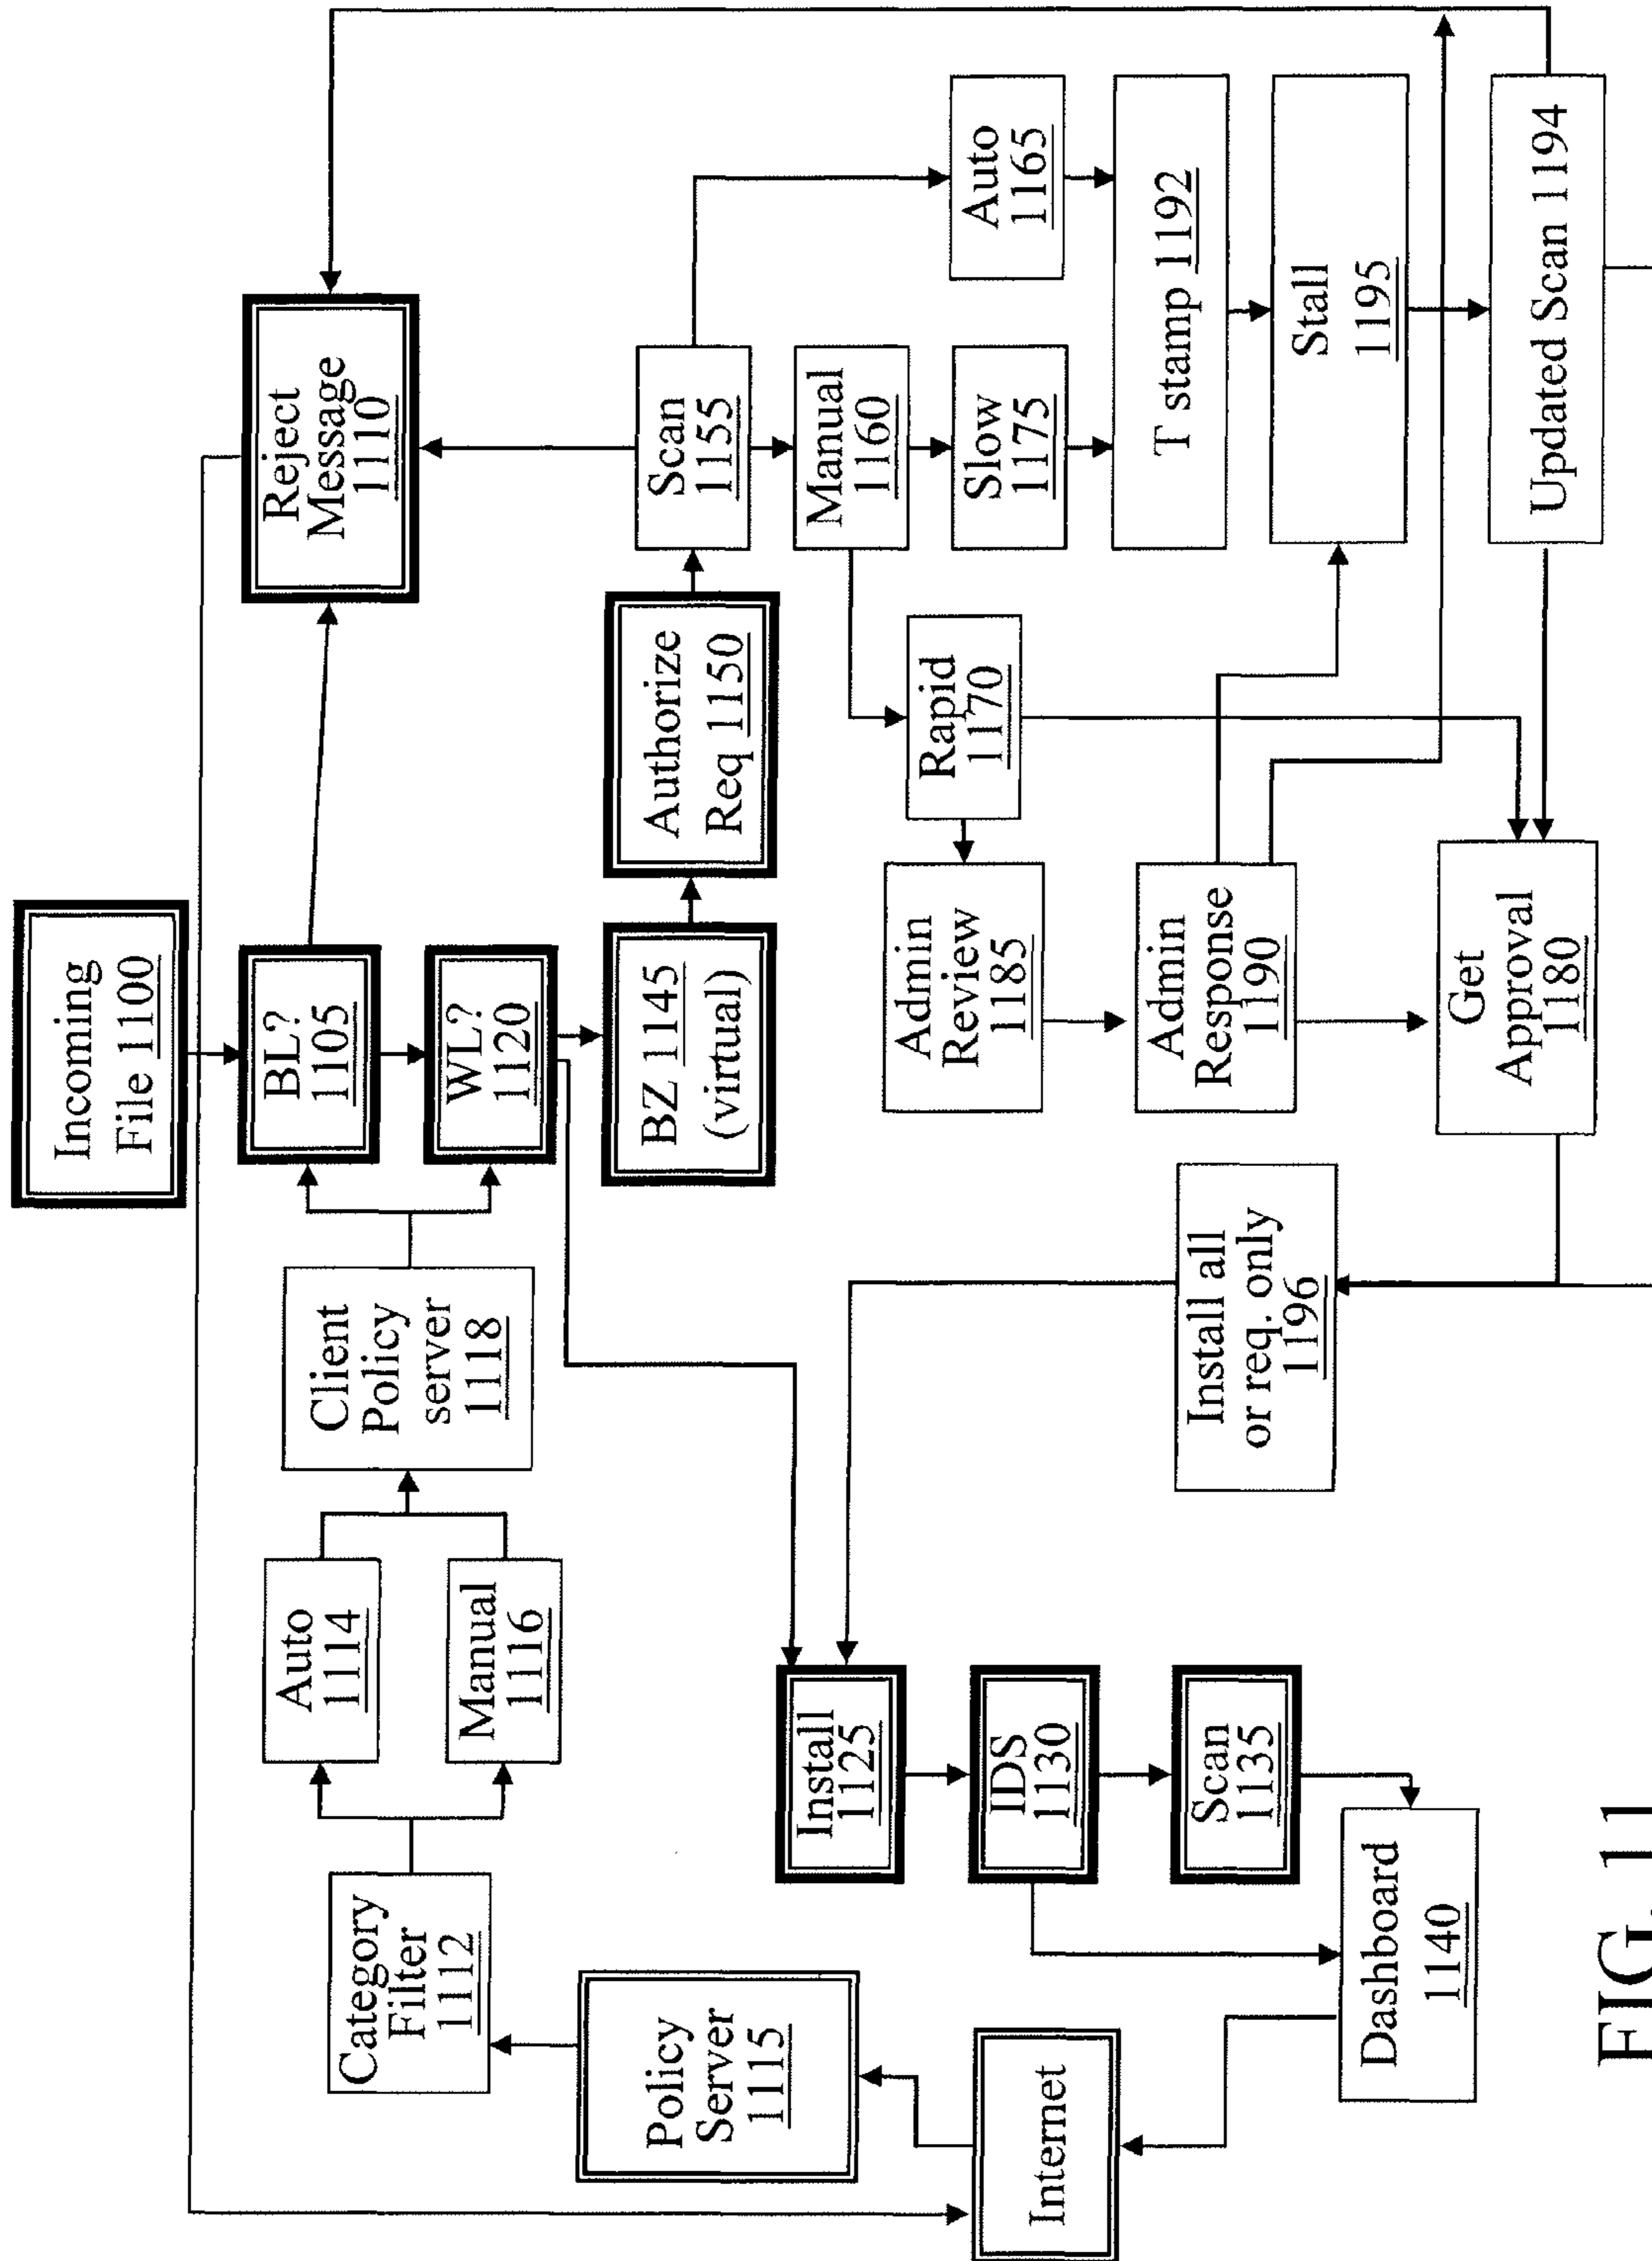 Incoming
File 1100
BL?
1105
Reject
Message
1110
WL?
1120
BZ 1145
(virtual)
Authorize
Req 1150
Scan
1155
Manual
1160
Auto
1165
Slow
1175
Rapid
1170
T stamp 1192
Stall
1195
Updated Scan 1194
Admin
Review
1185
Admin
Response
1190
Get
Approval
1180
Install all
or req. only
1196
Client
Policy
server
1118
Auto
1114
Manual
1116
Category
Filter
1112
Policy
Server
1115
Internet
Install
1125
IDS
1130
Scan
1135
Dashboard
1140
FIG. 11